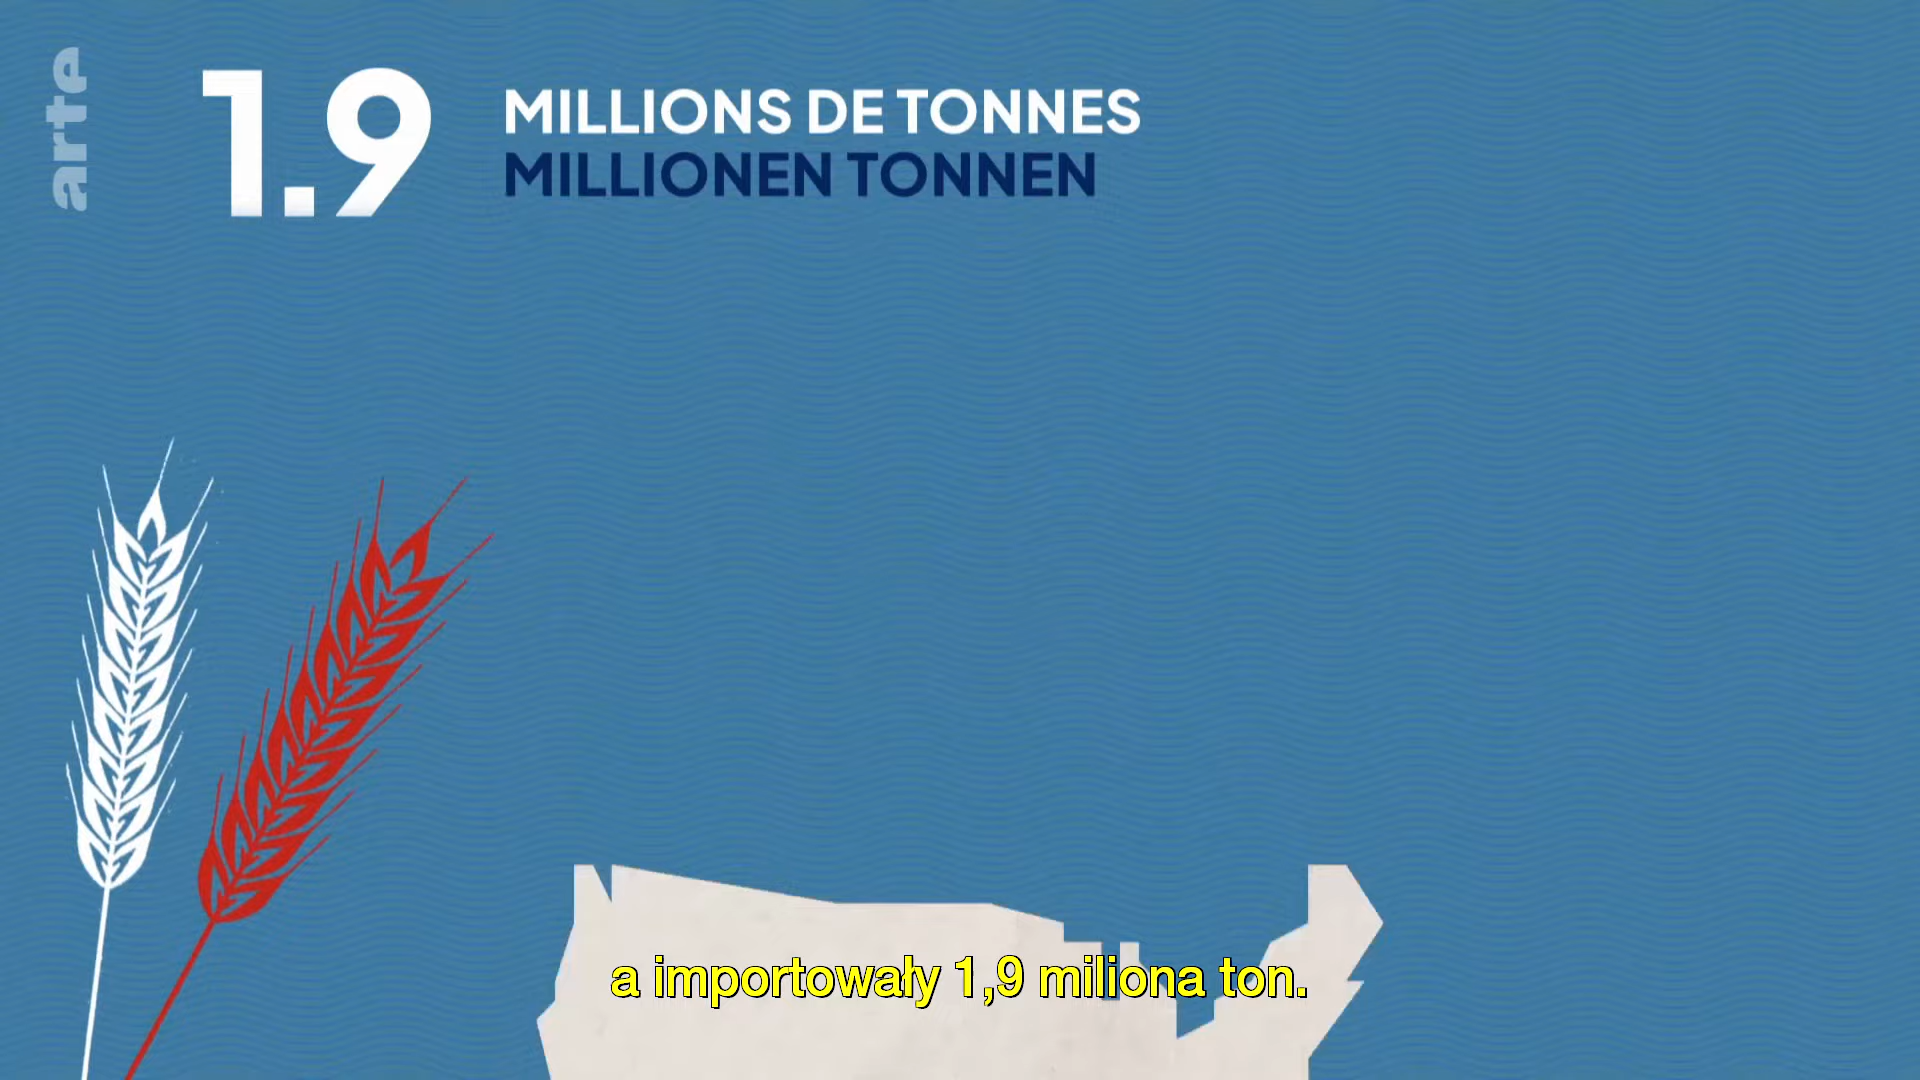 arte
1.9
MILLIONS DE TONNES
MILLIONEN TONNEN
a importowały 1,9 miliona ton.